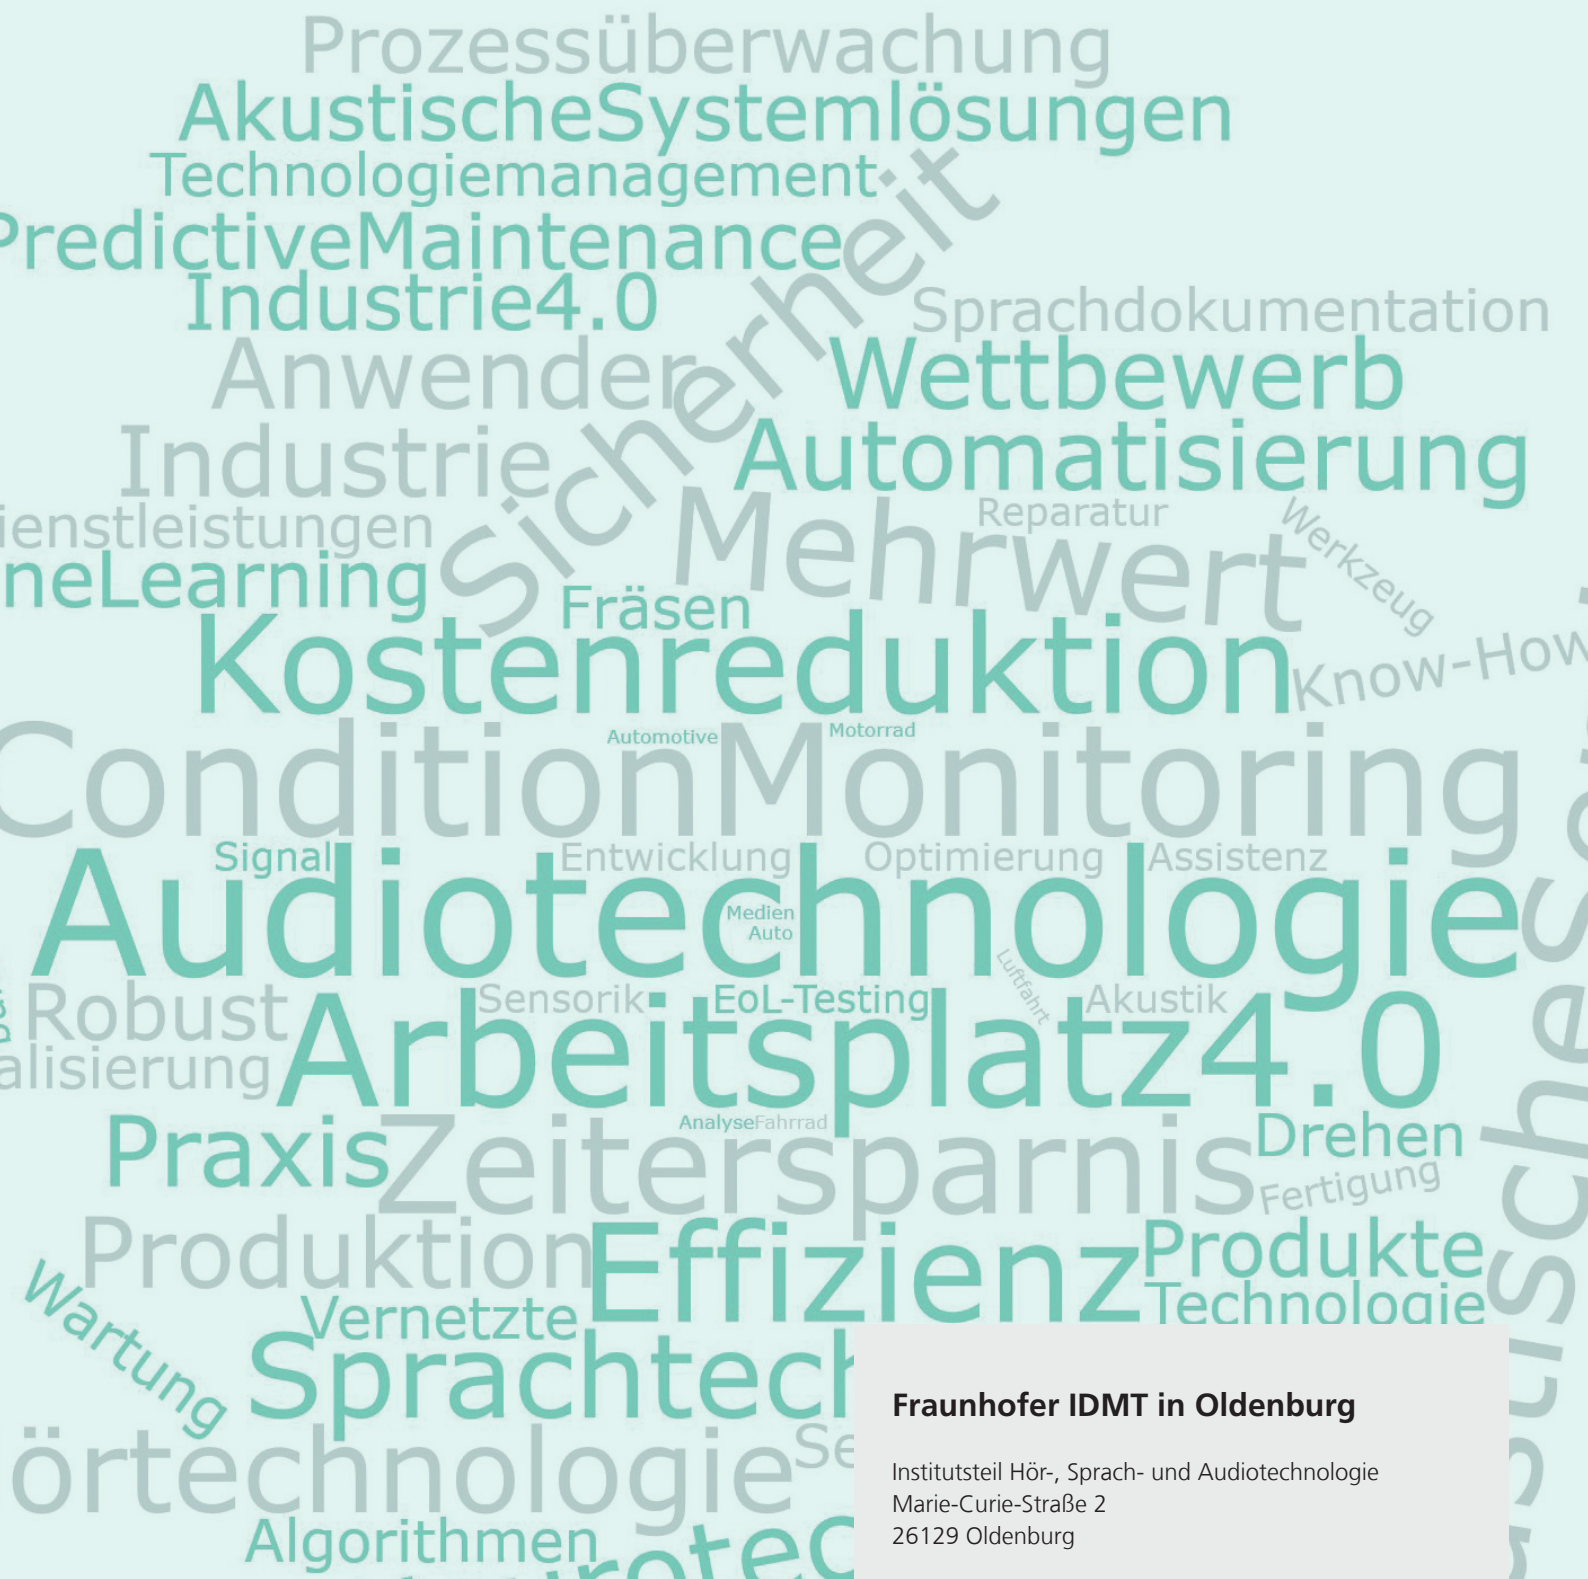 Prozessüberwachung
AkustischeSystemlösungen
Technologiemanagement
PredictiveMaintenance
Sicherheit
Industrie4.0
Sprachdokumentation
Anwender
Wettbewerb
Industrie
Automatisierung
ienstleistungen
Mehrwert
Reparatur
Werkzeug
neLearning
Fräsen
Kostenreduktion
Know-How
ConditionMonitoring
Automotive
Motorrad
Signal
Entwicklung
Optimierung
Assistenz
Audiotechnologie
Medien
Auto
Luftfahrt
Robust
Sensorik
EoL-Testing
Akustik
alisierung
Arbeitsplatz4.0
Analyse
Fahrrad
Praxis
Zeitersparnis
Drehen
Fertigung
Produktion
Effizienz
Produkte
Wartung
Vernetzte
Technologie
Sprachtech
örtechnologie
Se
Algorithmen
rotec
Fraunhofer IDMT in Oldenburg
Institutsteil Hör-, Sprach- und Audiotechnologie
Marie-Curie-Straße 2
26129 Oldenburg